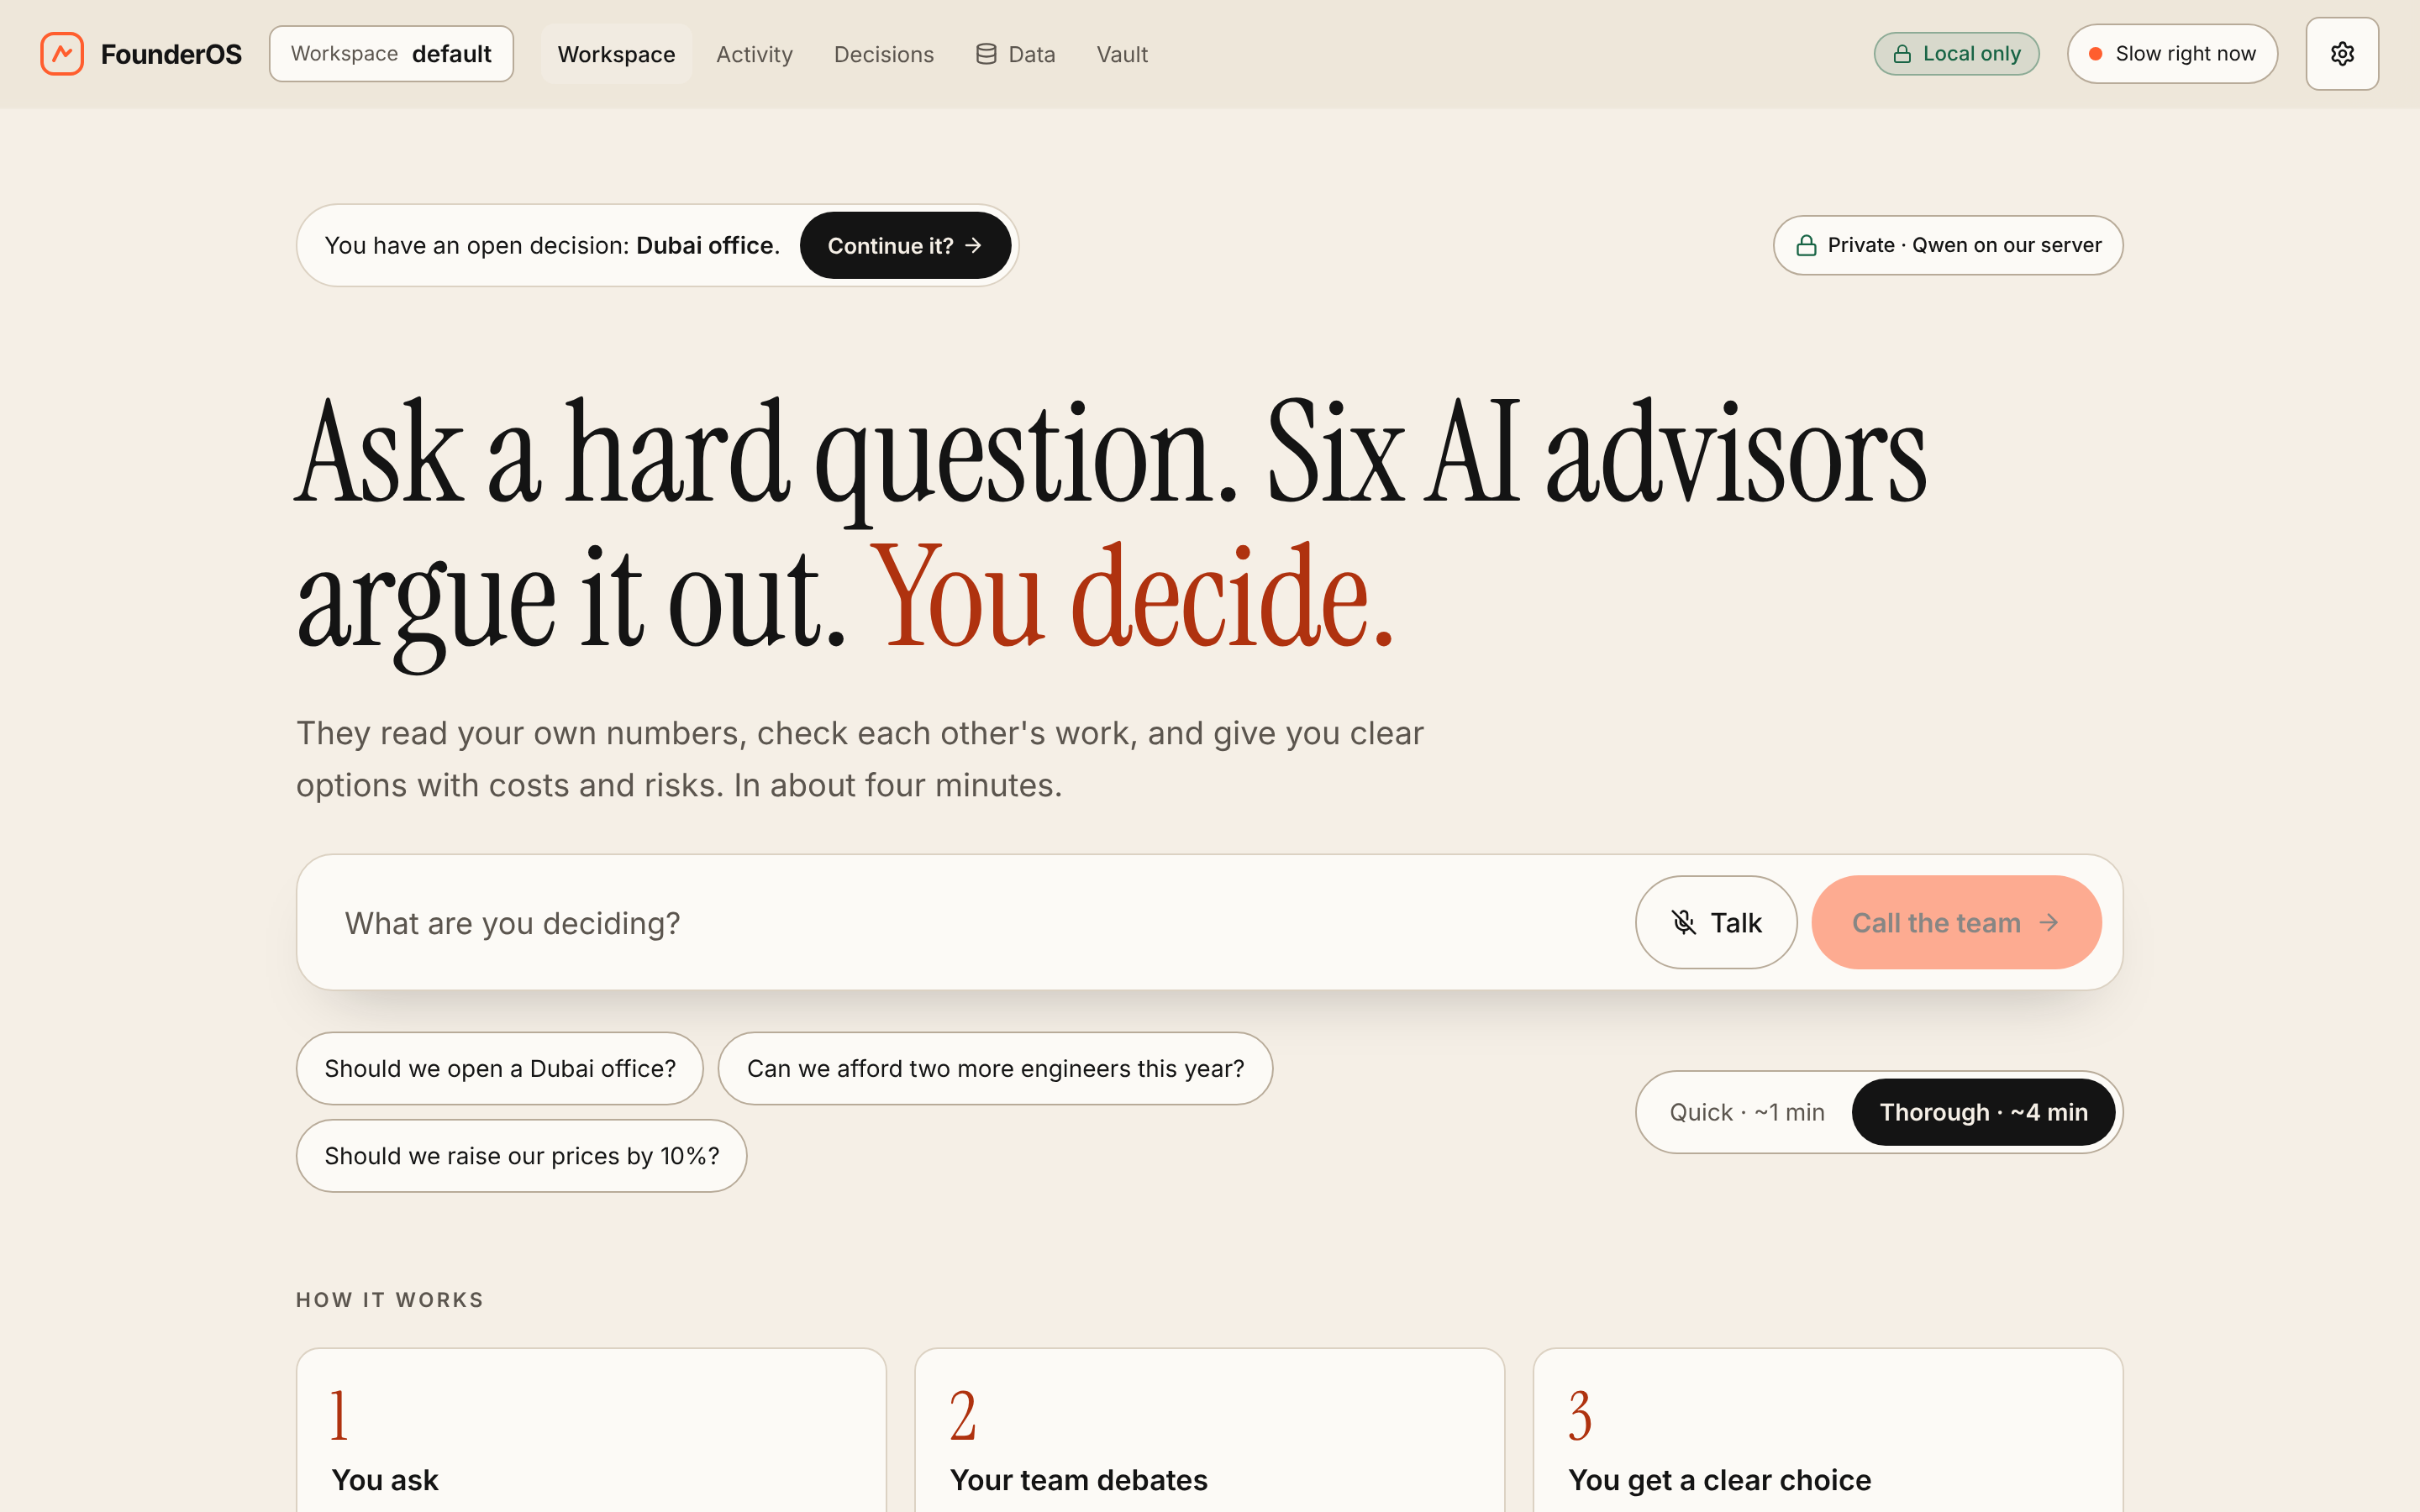 FounderOS
Workspace default
Workspace
Activity
Decisions
Data
Vault
Local only
Slow right now
You have an open decision: Dubai office.
Continue it? →
Private · Qwen on our server
Ask a hard question. Six AI advisors
argue it out. You decide.
They read your own numbers, check each other's work, and give you clear
options with costs and risks. In about four minutes.
What are you deciding?
Talk
Call the team →
Should we open a Dubai office?
Can we afford two more engineers this year?
Should we raise our prices by 10%?
Quick · ~1 min
Thorough · ~4 min
HOW IT WORKS
1
You ask
2
Your team debates
3
You get a clear choice